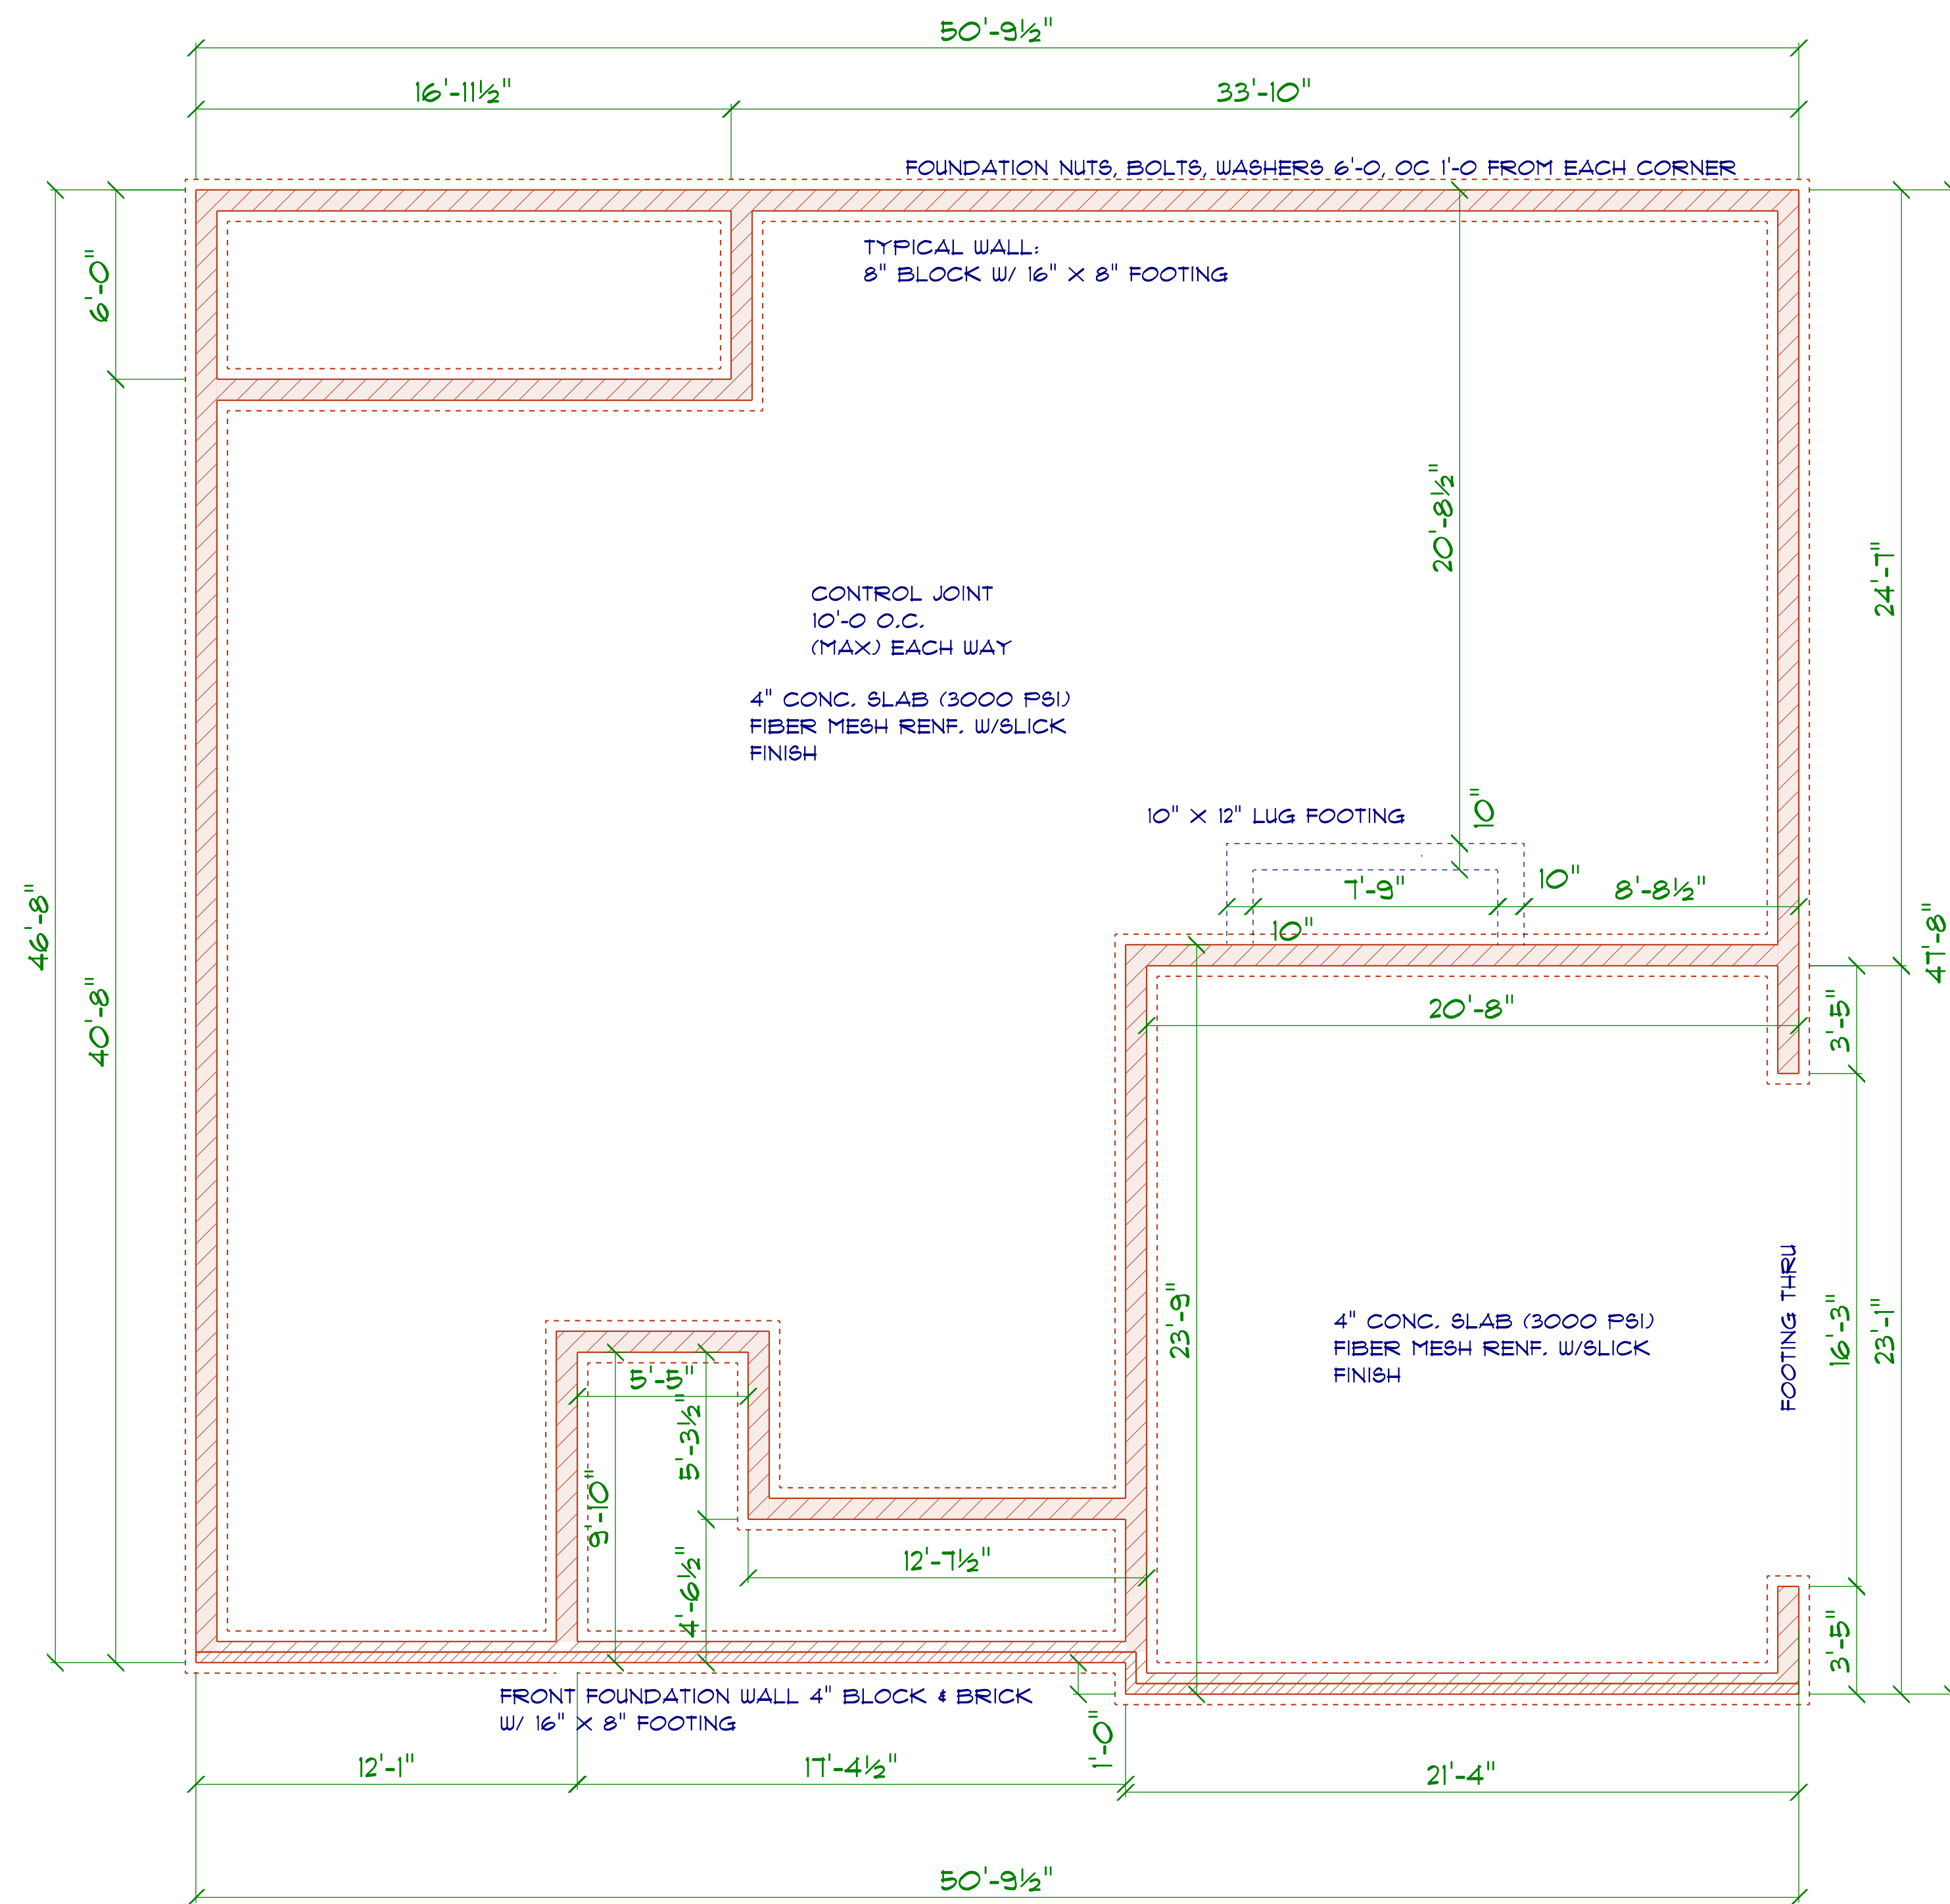 50'-9½"
16'-11½"
33'-10"
FOUNDATION NUTS, BOLTS, WASHERS 6'-0, OC 1'-0 FROM EACH CORNER
6'-0"
TYPICAL WALL:
8" BLOCK W/ 16" X 8" FOOTING
20'-8½"
24'-7"
CONTROL JOINT
10'-0 O.C.
(MAX) EACH WAY
4" CONC. SLAB (3000 PSI)
FIBER MESH RENF. W/SLICK
FINISH
10" X 12" LUG FOOTING
10"
7'-9"
10"
8'-8½"
10"
46'-8"
40'-8"
47'-8"
20'-8"
3'-5"
23'-9"
4" CONC. SLAB (3000 PSI)
FIBER MESH RENF. W/SLICK
FINISH
FOOTING THRU
16'-3"
23'-1"
5'-5"
5'-3½"
9'-10"
12'-7½"
4'-6½"
3'-5"
FRONT FOUNDATION WALL 4" BLOCK & BRICK
W/ 16" X 8" FOOTING
1'-0"
12'-1"
17'-4½"
21'-4"
50'-9½"